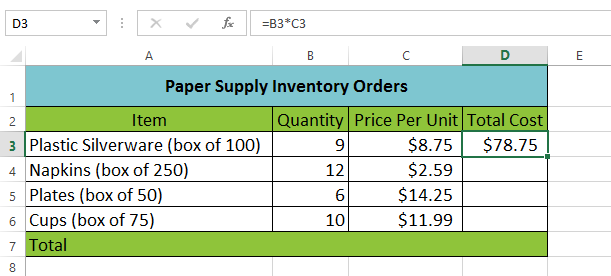 D3 fx =B3*C3
A B C D E
1 Paper Supply Inventory Orders
2 Item Quantity Price Per Unit Total Cost
3 Plastic Silverware (box of 100) 9 $8.75 $78.75
4 Napkins (box of 250) 12 $2.59
5 Plates (box of 50) 6 $14.25
6 Cups (box of 75) 10 $11.99
7 Total
8